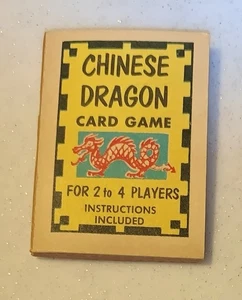 CHINESE
DRAGON
CARD GAME
FOR 2 to 4 PLAYERS
INSTRUCTIONS
INCLUDED